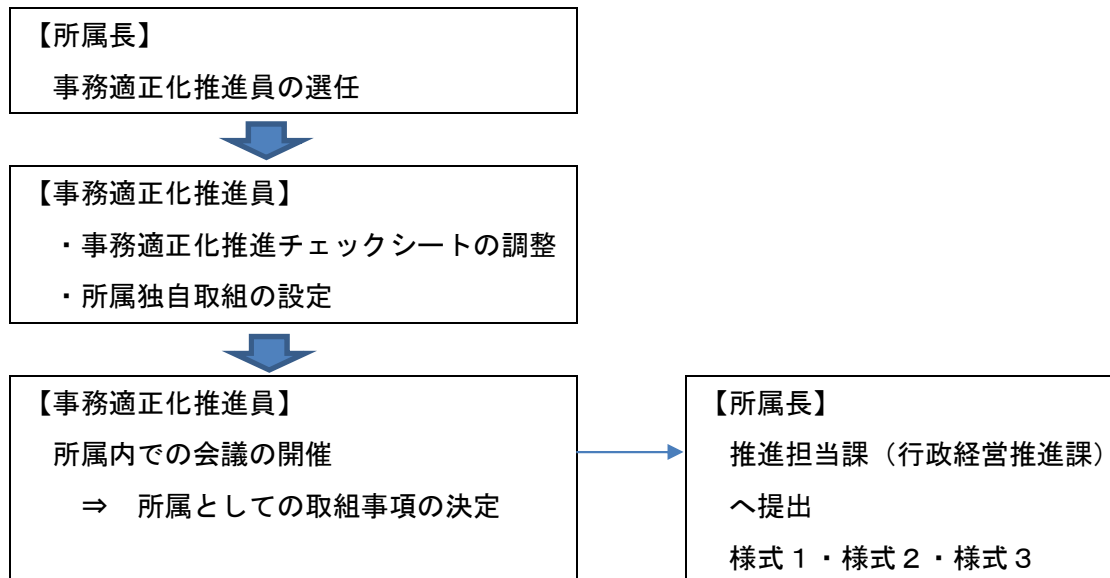 【所属長】
事務適正化推進員の選任
【事務適正化推進員】
・事務適正化推進チェックシートの調整
・所属独自取組の設定
【事務適正化推進員】
所属内での会議の開催
⇒　所属としての取組事項の決定
【所属長】
推進担当課（行政経営推進課）
へ提出
様式１・様式２・様式３